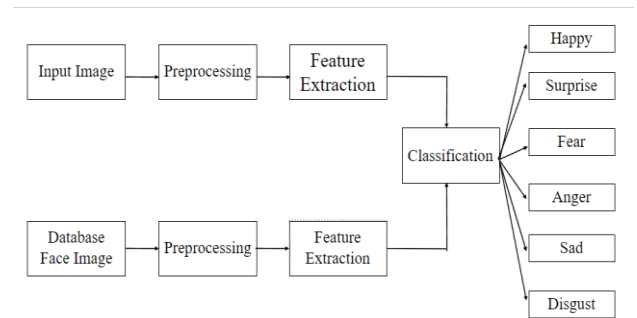 Input Image
Preprocessing
Feature
Extraction
Database
Face Image
Preprocessing
Feature
Extraction
Classification
Happy
Surprise
Fear
Anger
Sad
Disgust